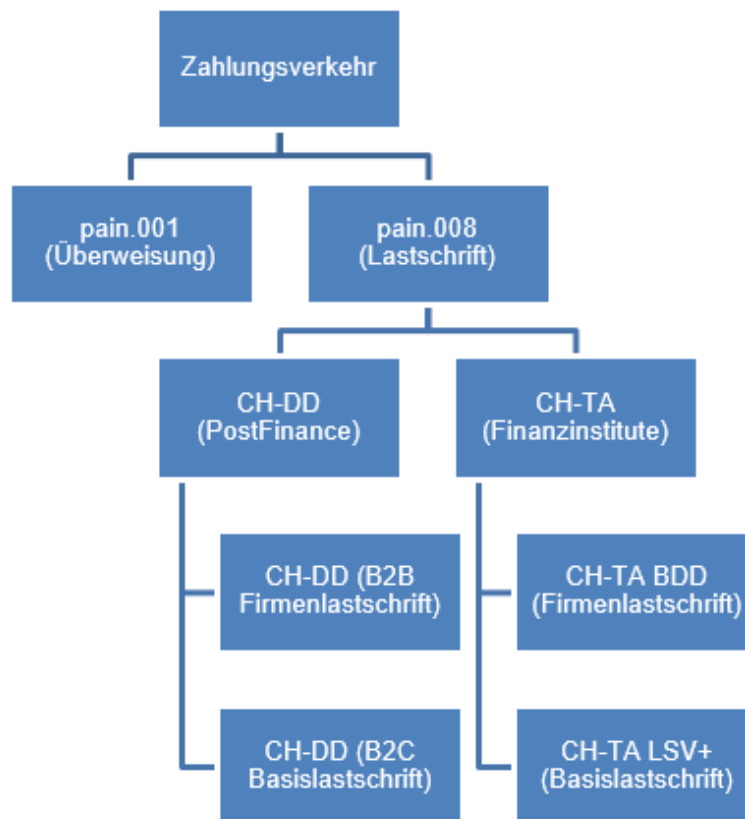 Zahlungsverkehr
pain.001
(Überweisung)
pain.008
(Lastschrift)
CH-DD
(PostFinance)
CH-TA
(Finanzinstitute)
CH-DD (B2B
Firmenlastschrift)
CH-TA BDD
(Firmenlastschrift)
CH-DD (B2C
Basislastschrift)
CH-TA LSV+
(Basislastschrift)